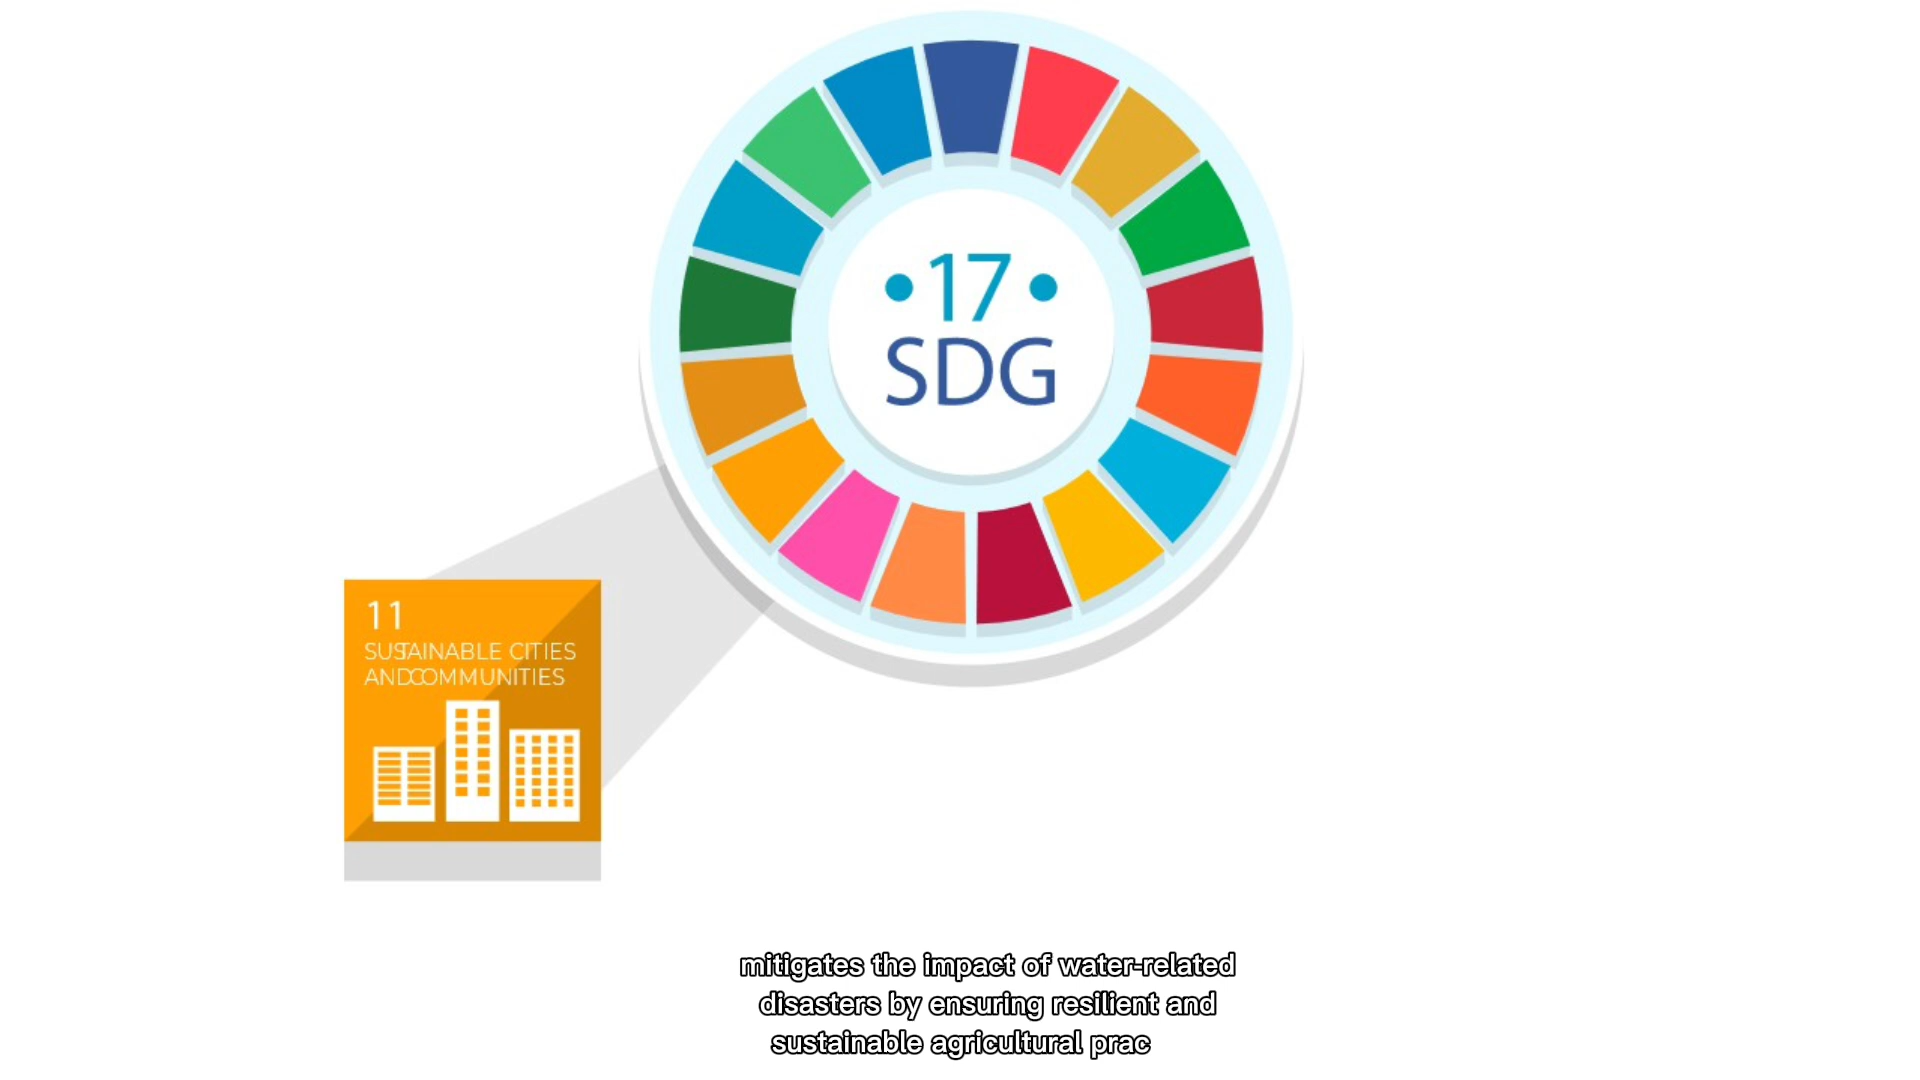 17
SDG
11
SUSTAINABLE CITIES
AND COMMUNITIES
mitigates the impact of water-related
disasters by ensuring resilient and
sustainable agricultural prac